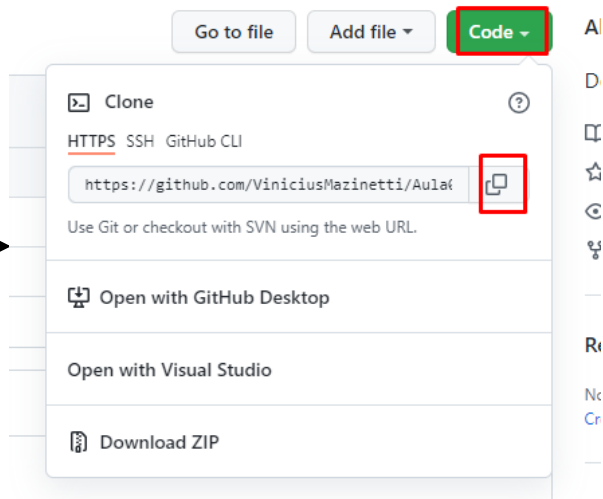 Go to file
Add file
Code
Clone
HTTPS SSH GitHub CLI
https://github.com/ViniciusMazinetti/Aula
Use Git or checkout with SVN using the web URL.
Open with GitHub Desktop
Open with Visual Studio
Download ZIP